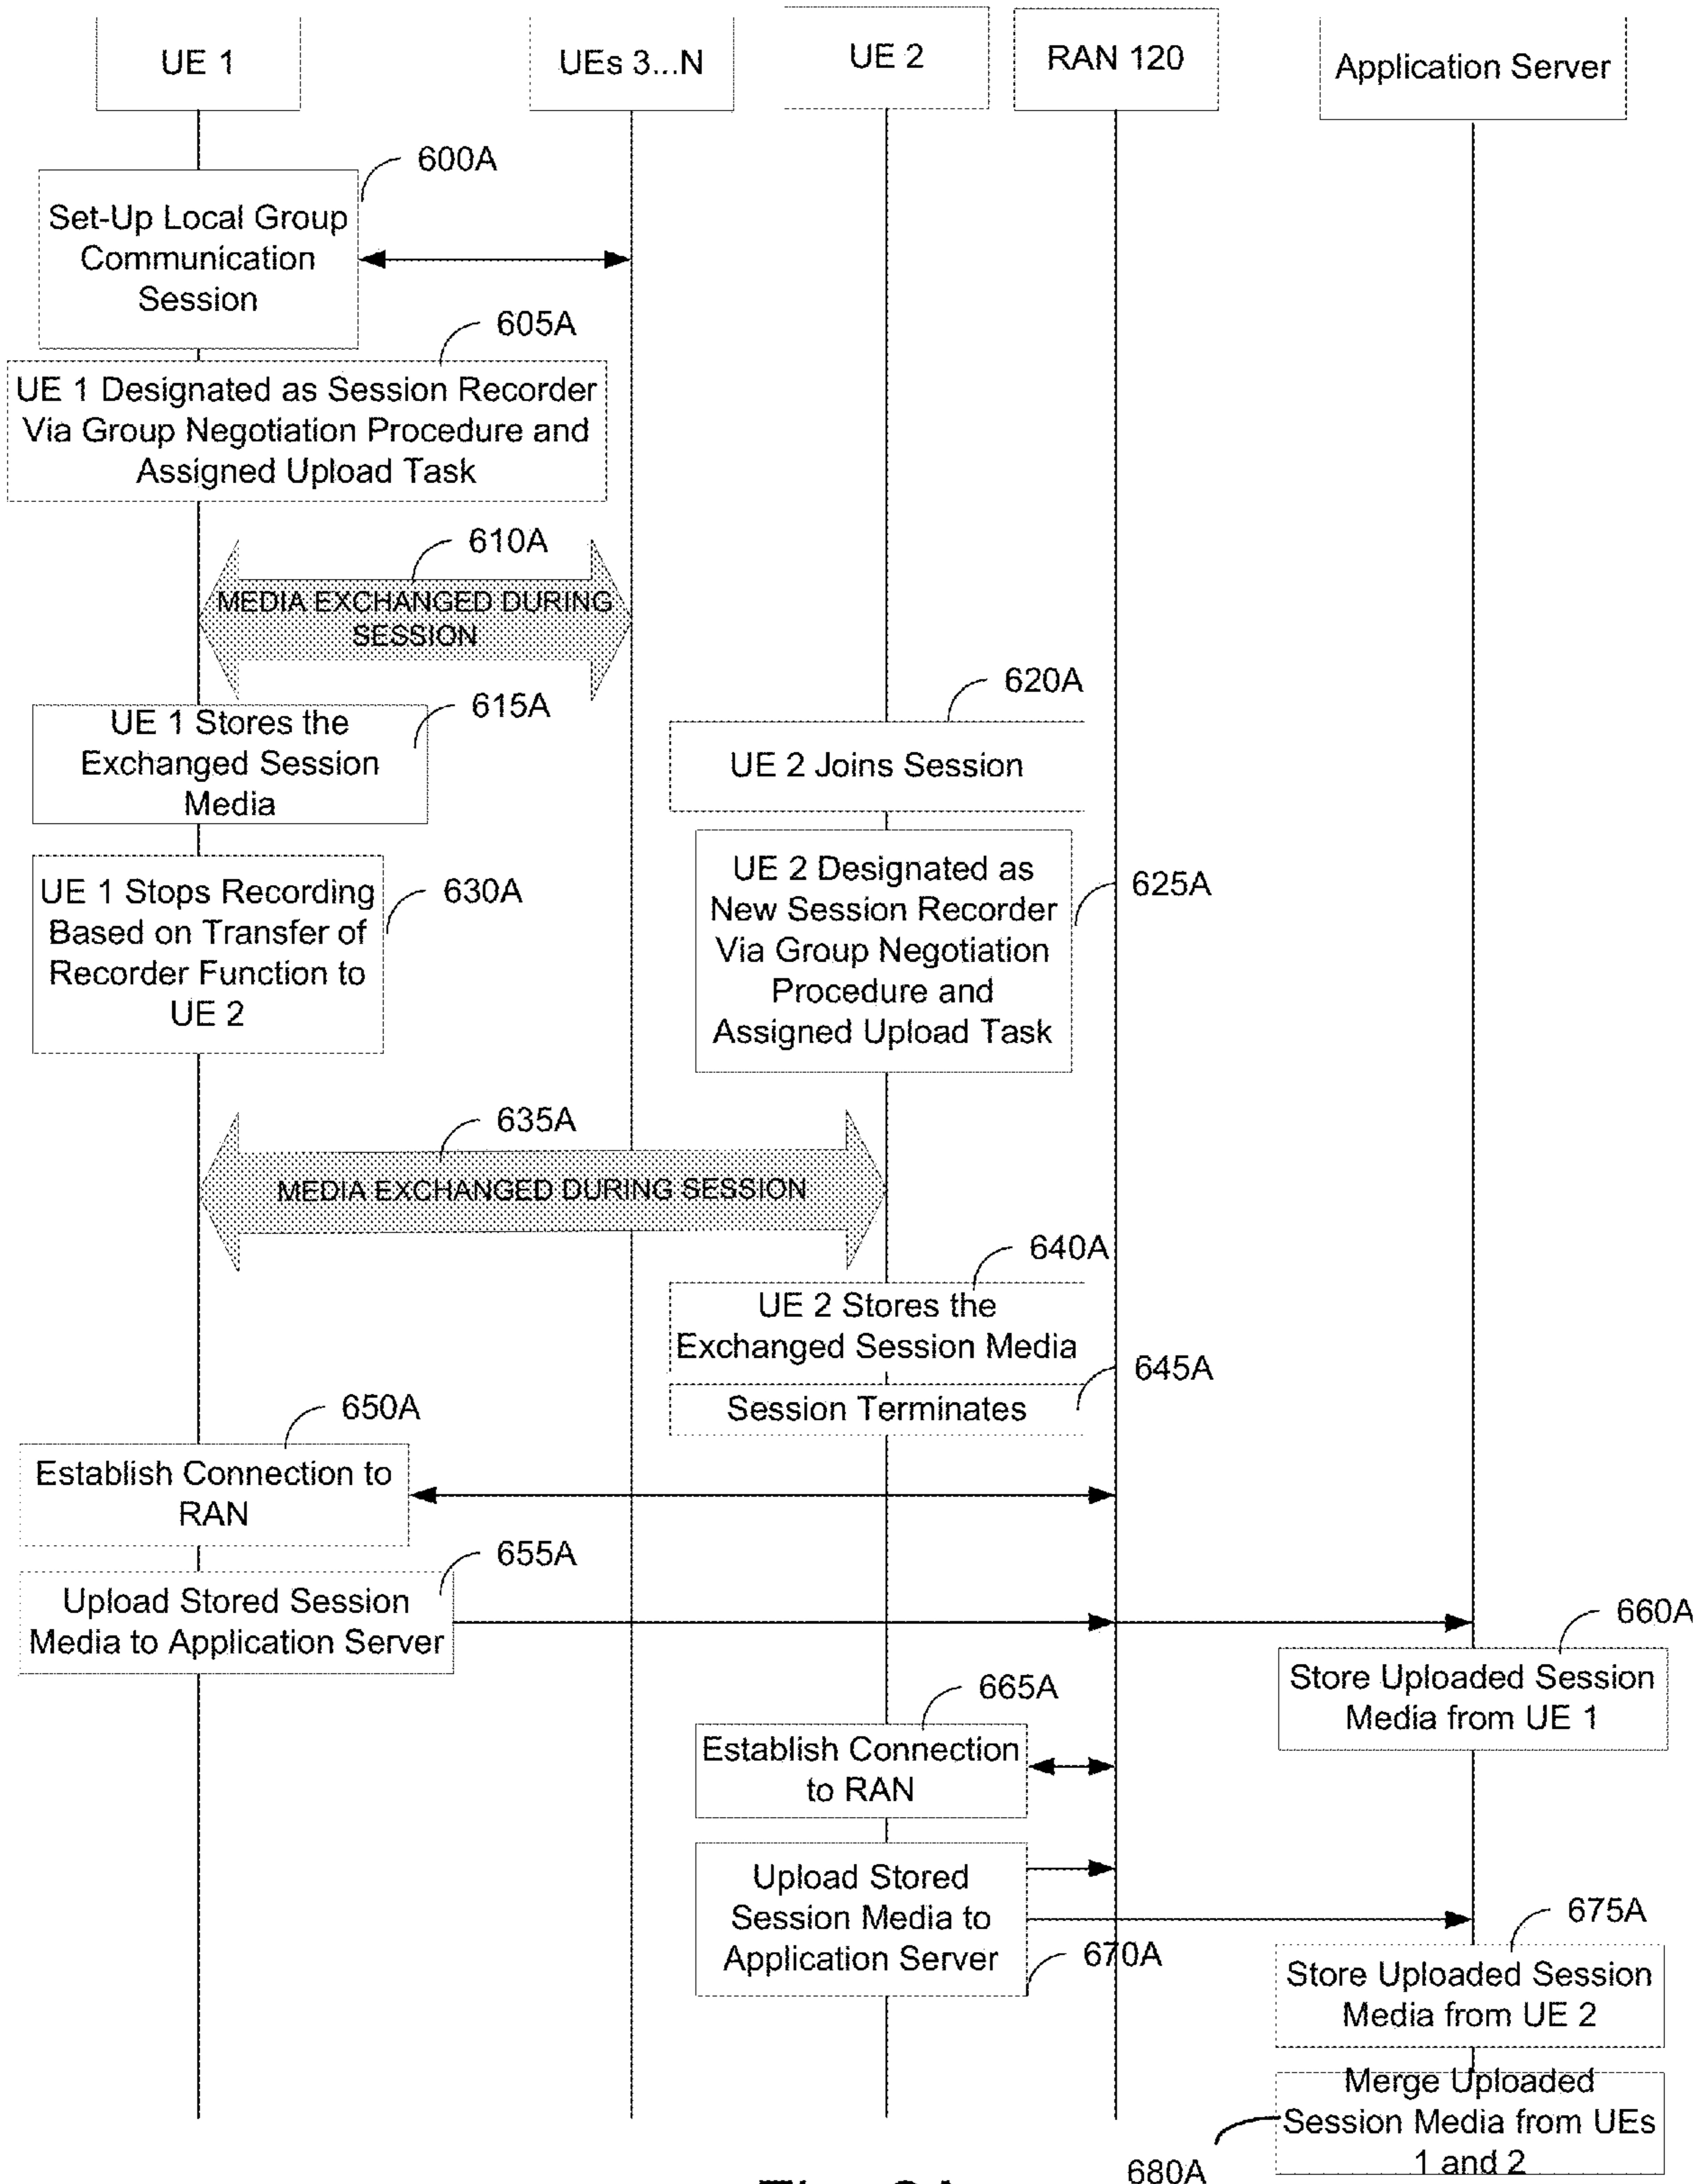 UE 1
UEs 3...N
UE 2
RAN 120
Application Server
600A
Set-Up Local Group
Communication
Session
605A
UE 1 Designated as Session Recorder
Via Group Negotiation Procedure and
Assigned Upload Task
610A
MEDIA EXCHANGED DURING
SESSION
615A
UE 1 Stores the
Exchanged Session
Media
620A
UE 2 Joins Session
625A
UE 2 Designated as
New Session Recorder
Via Group Negotiation
Procedure and
Assigned Upload Task
630A
UE 1 Stops Recording
Based on Transfer of
Recorder Function to
UE 2
635A
MEDIA EXCHANGED DURING SESSION
640A
UE 2 Stores the
Exchanged Session Media
645A
Session Terminates
650A
Establish Connection to
RAN
655A
Upload Stored Session
Media to Application Server
660A
Store Uploaded Session
Media from UE 1
665A
Establish Connection
to RAN
Upload Stored
Session Media to
Application Server
670A
675A
Store Uploaded Session
Media from UE 2
Merge Uploaded
Session Media from UEs
1 and 2
680A